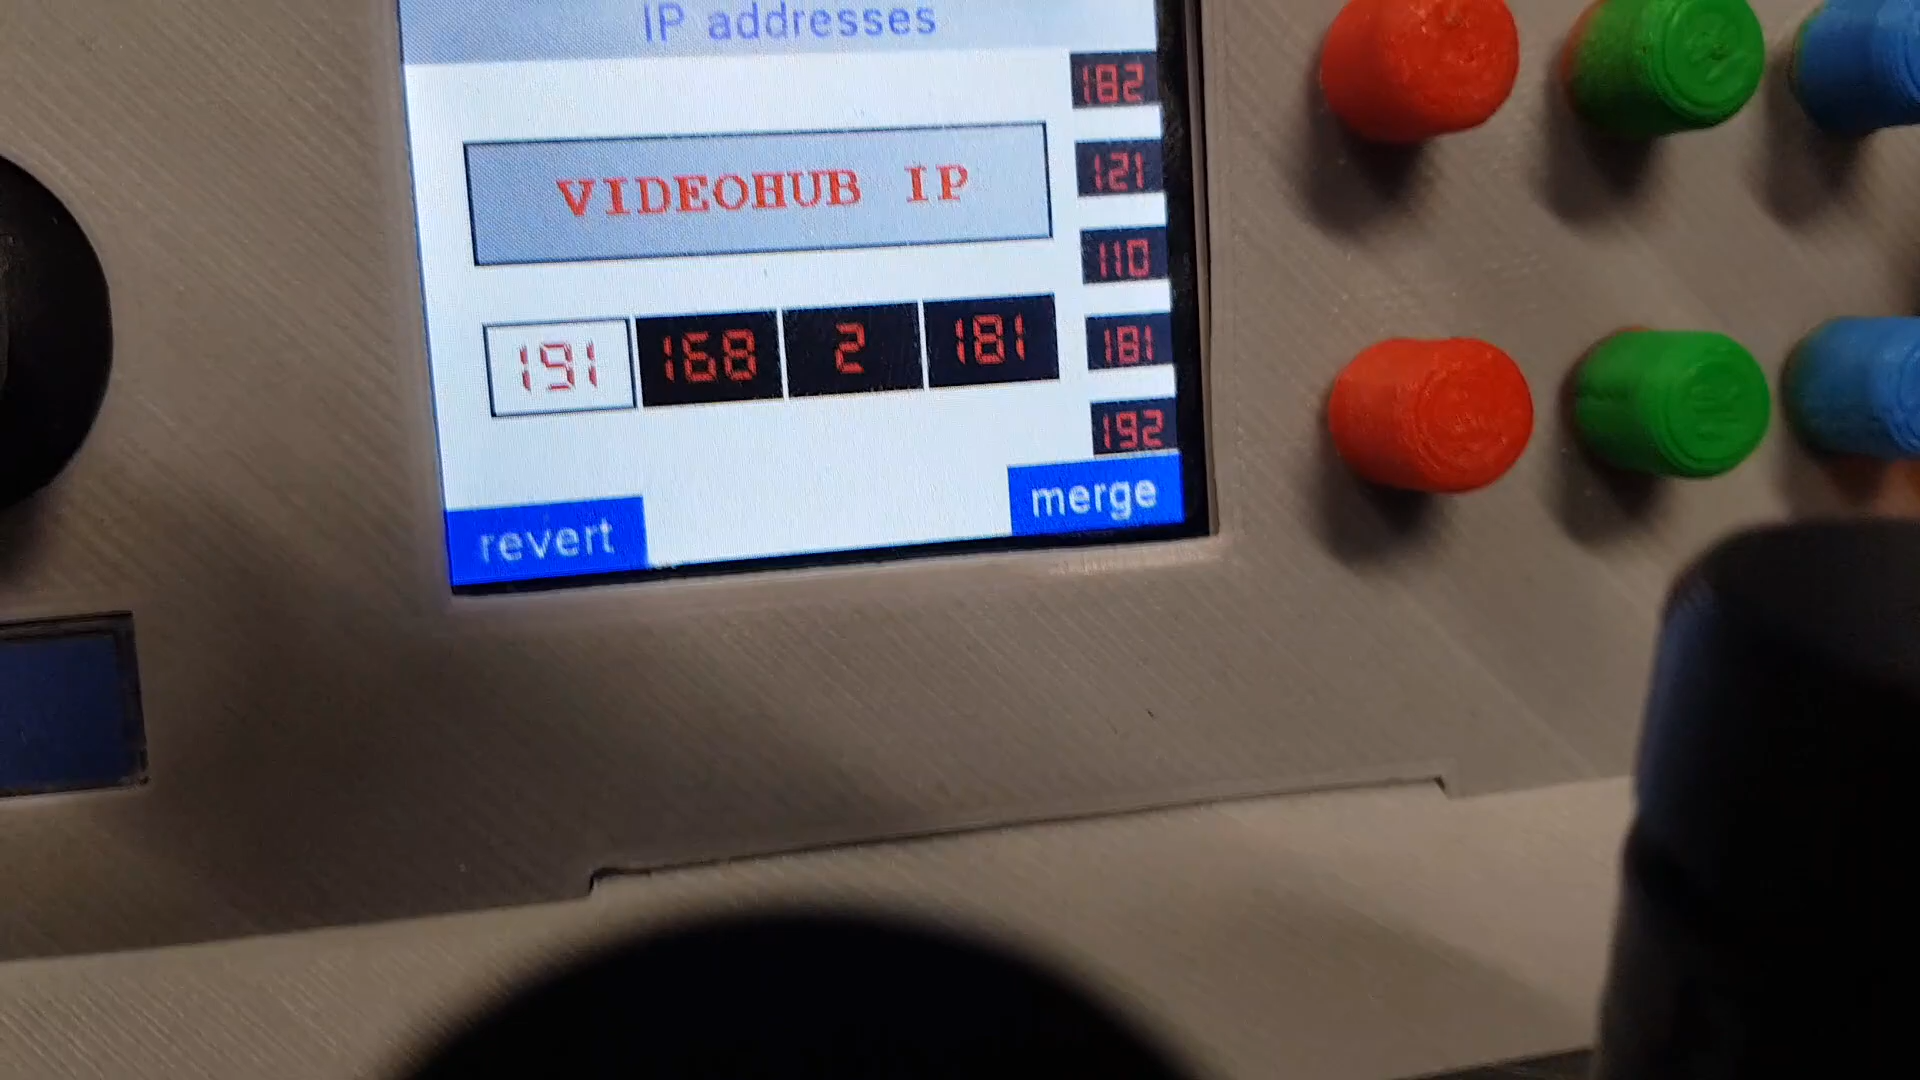 IP addresses
182
VIDEOHUB IP
121
110
191 168 2 181
181
192
revert
merge